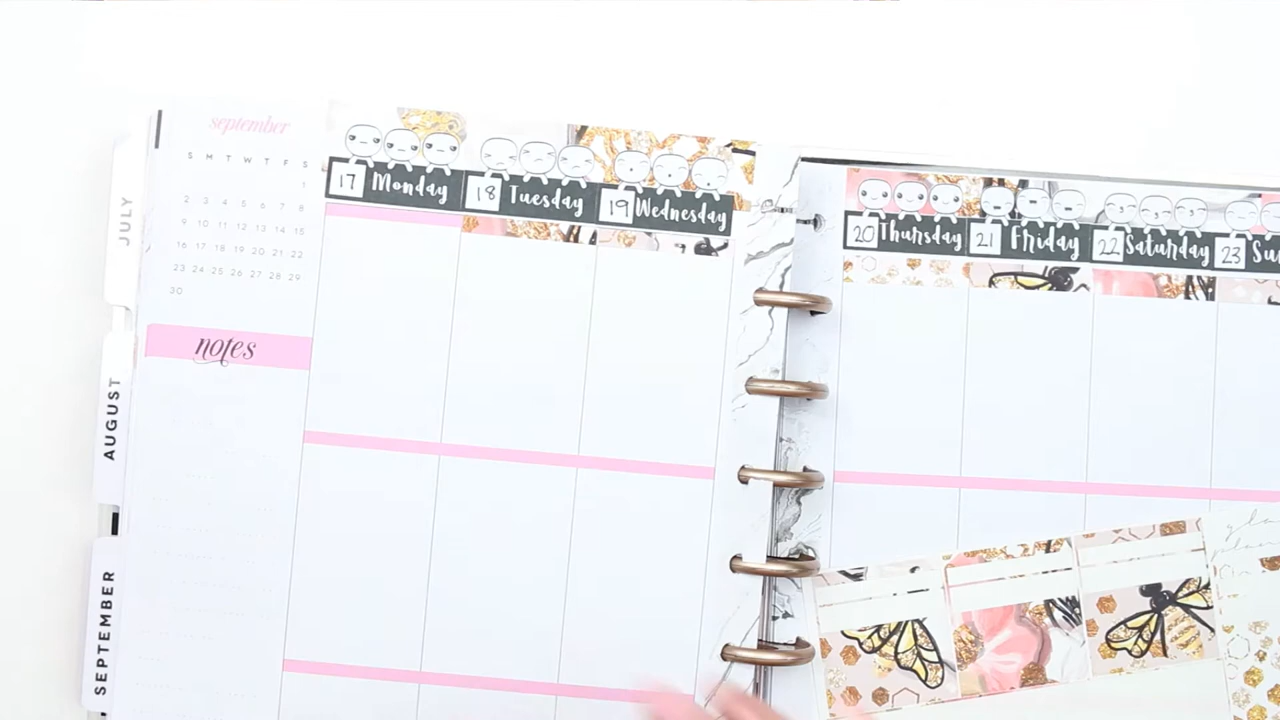 september
S M T W T F S
1
2 3 4 5 6 7 8
9 10 11 12 13 14 15
16 17 18 19 20 21 22
23 24 25 26 27 28 29
30
notes
JULY
AUGUST
SEPTEMBER
17 Monday
18 Tuesday
19 Wednesday
20 Thursday
21 Friday
22 Saturday
23